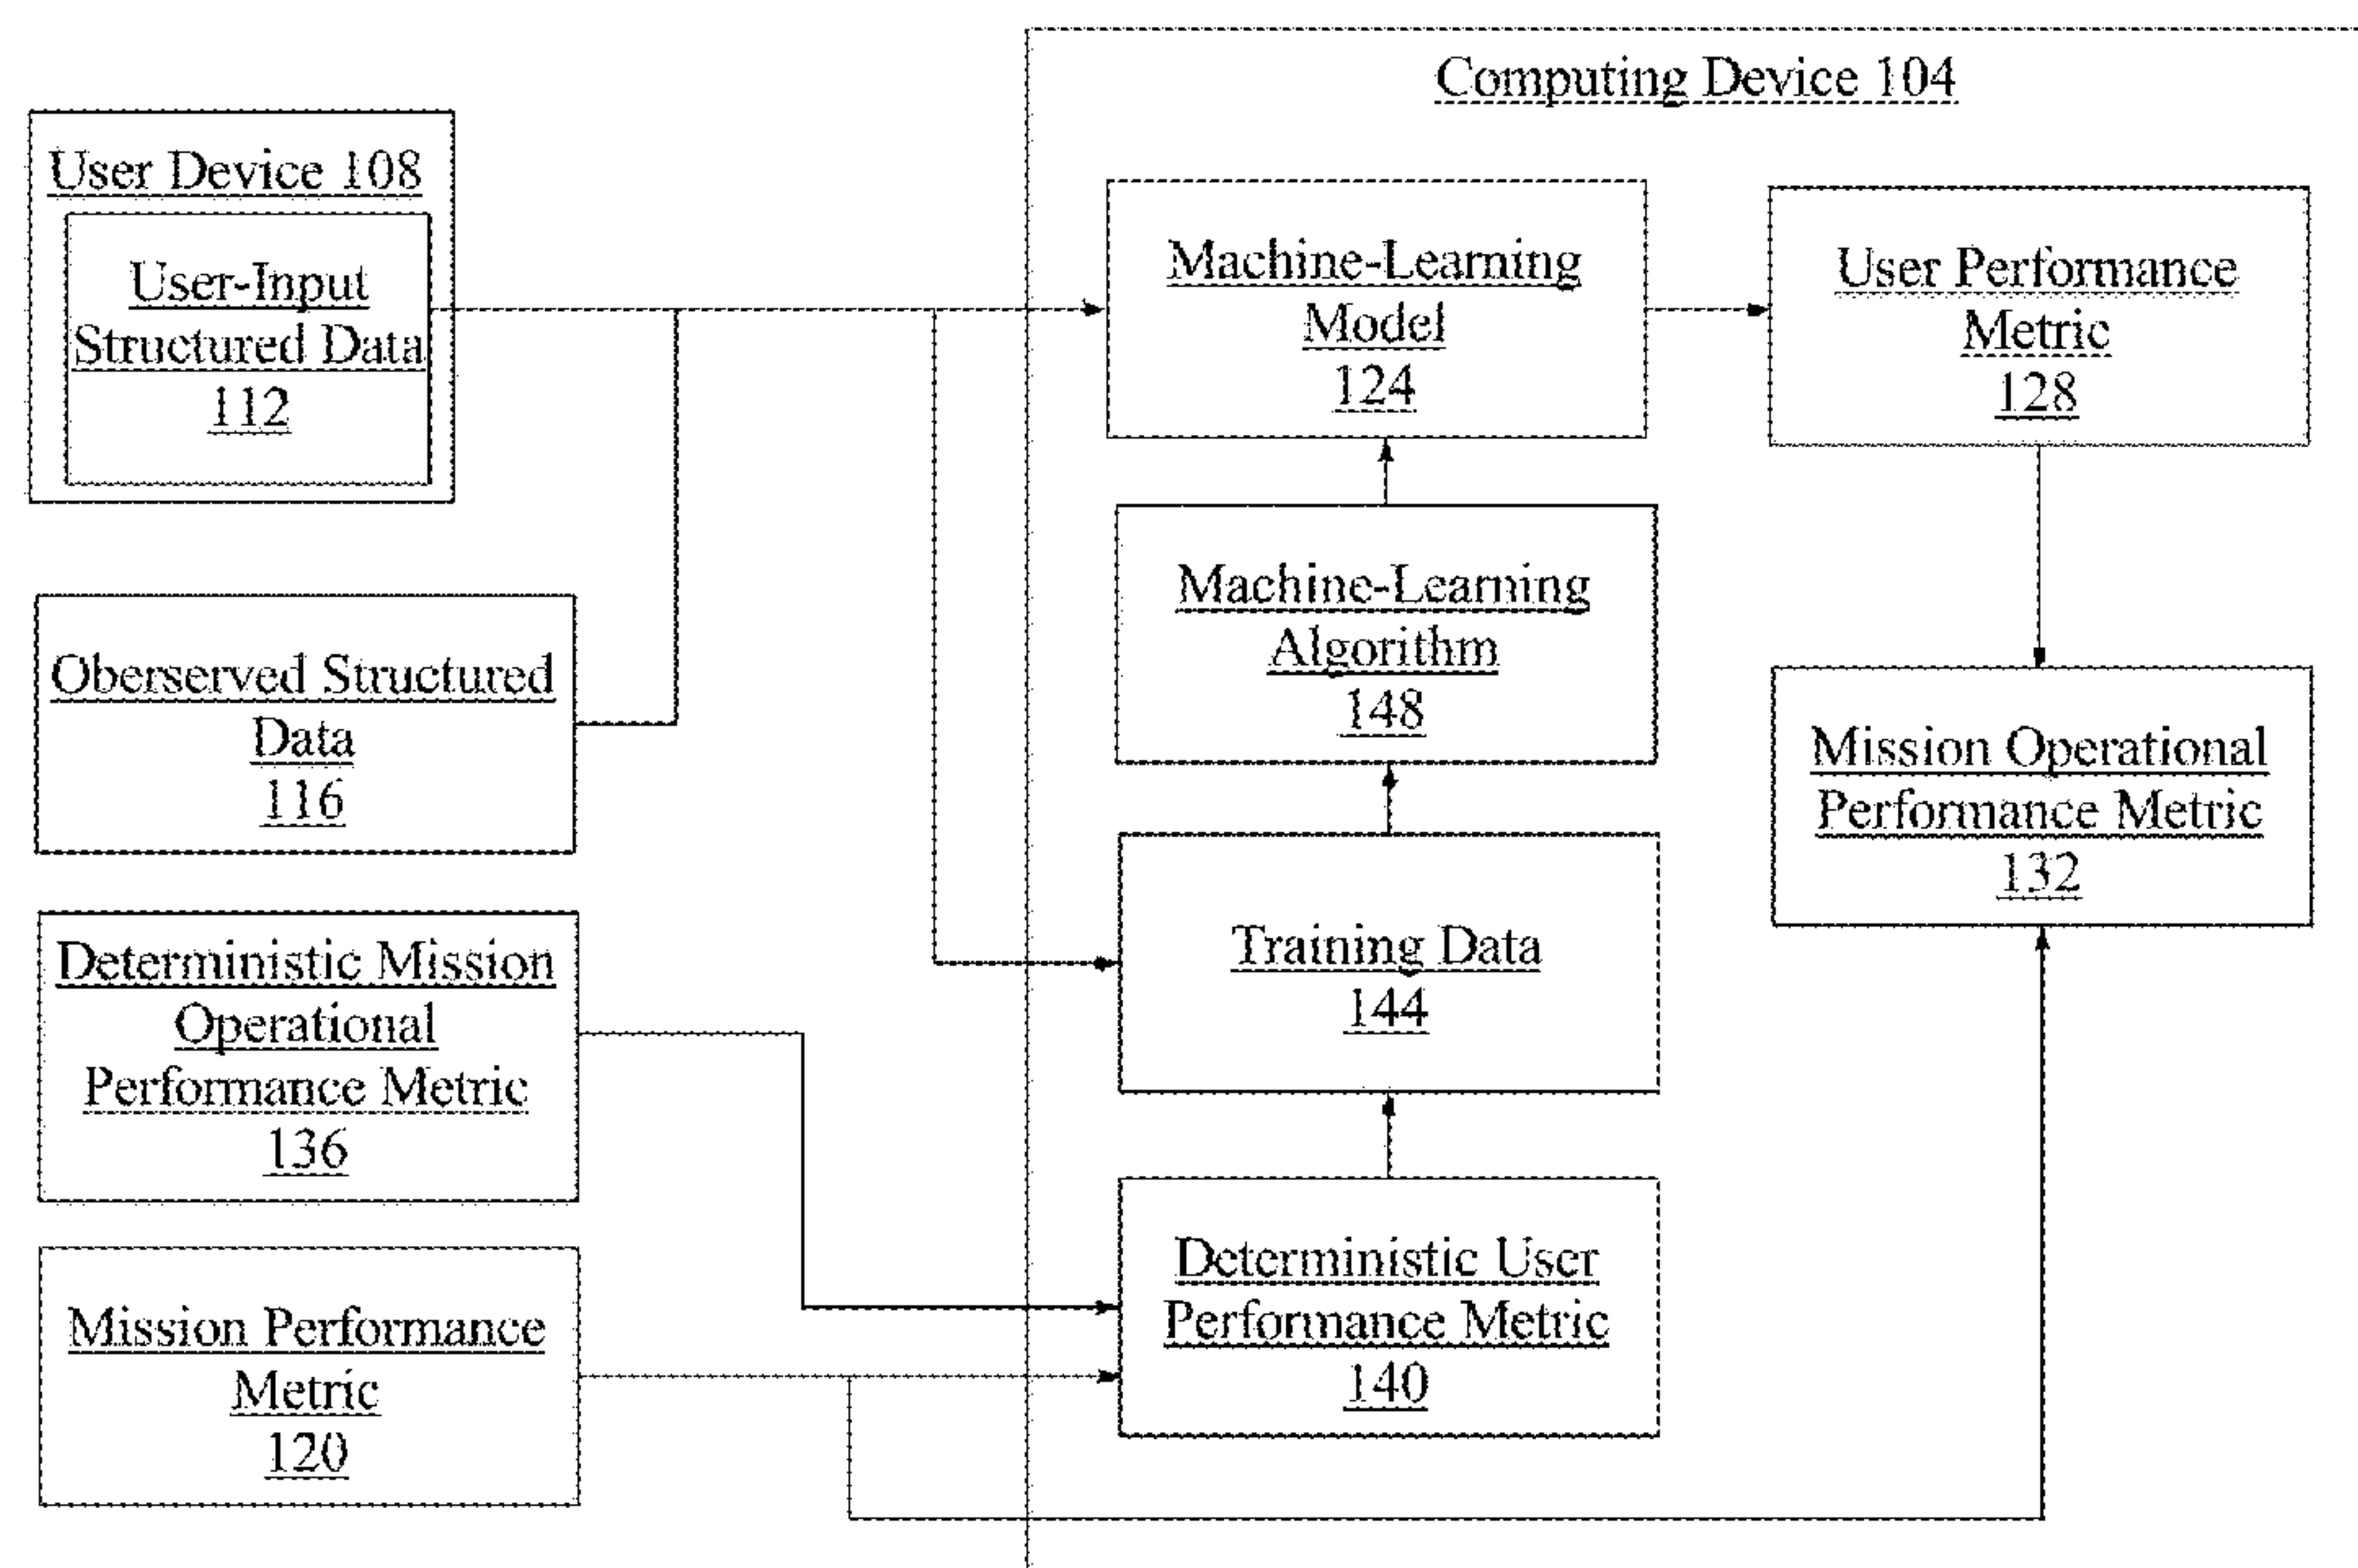 Computing Device 104
User Device 108
User-Input
Structured Data
112
Oberserved Structured
Data
116
Deterministic Mission
Operational
Performance Metric
136
Mission Performance
Metric
120
Machine-Learning
Model
124
Machine-Learning
Algorithm
148
Training Data
144
Deterministic User
Performance Metric
140
User Performance
Metric
128
Mission Operational
Performance Metric
132